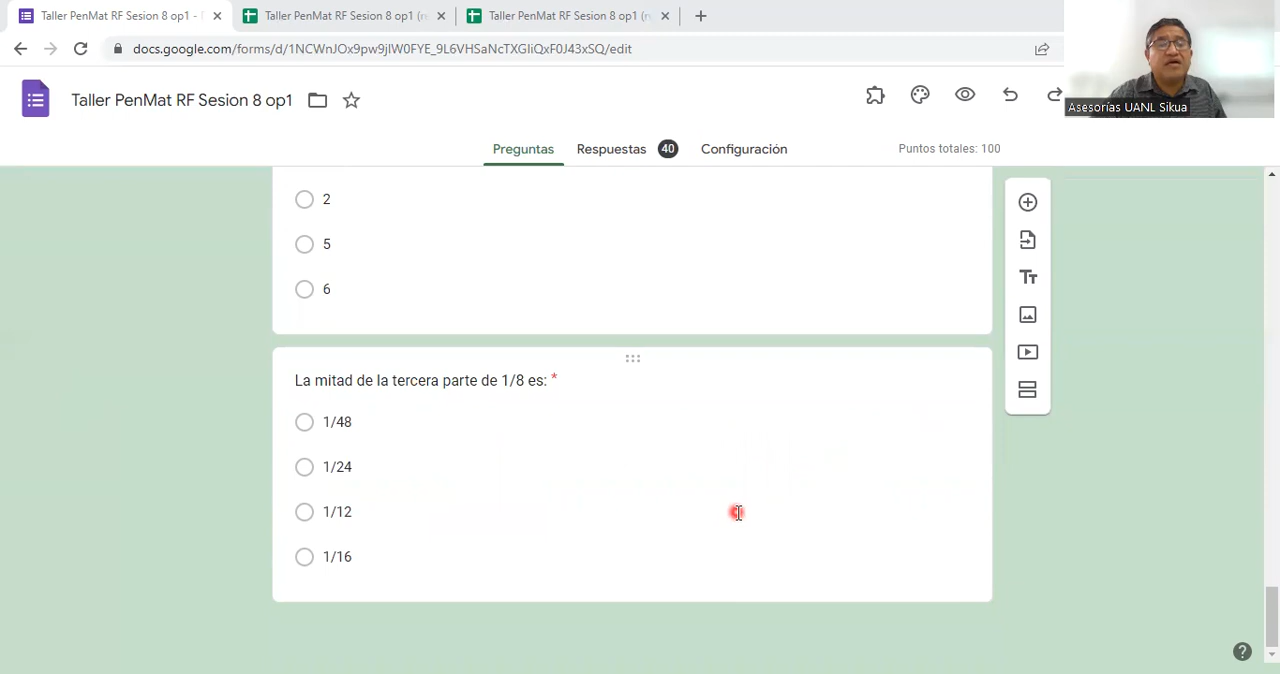 Taller PenMat RF Sesion 8 op1 -
Taller PenMat RF Sesion 8 op1 (re
Taller PenMat RF Sesion 8 op1 (re
docs.google.com/forms/d/1NCWnJOx9pw9jIW0FYE_9L6VHSaNcTXGIiQxF0J43xSQ/edit
Taller PenMat RF Sesion 8 op1
Asesorías UANL Sikua
Preguntas
Respuestas 40
Configuración
Puntos totales: 100
2
5
6
La mitad de la tercera parte de 1/8 es: *
1/48
1/24
1/12
1/16